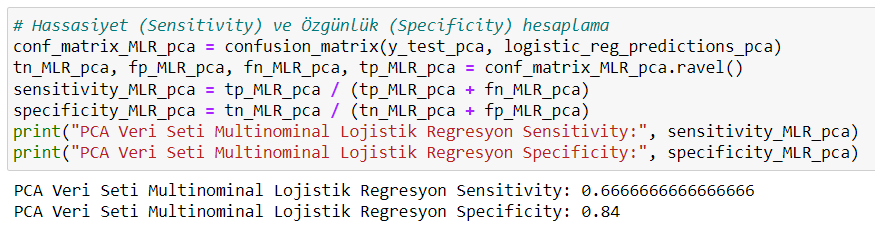 # Hassasiyet (Sensitivity) ve Özgünlük (Specificity) hesaplama
conf_matrix_MLR_pca = confusion_matrix(y_test_pca, logistic_reg_predictions_pca)
tn_MLR_pca, fp_MLR_pca, fn_MLR_pca, tp_MLR_pca = conf_matrix_MLR_pca.ravel()
sensitivity_MLR_pca = tp_MLR_pca / (tp_MLR_pca + fn_MLR_pca)
specificity_MLR_pca = tn_MLR_pca / (tn_MLR_pca + fp_MLR_pca)
print("PCA Veri Seti Multinominal Lojistik Regresyon Sensitivity:", sensitivity_MLR_pca)
print("PCA Veri Seti Multinominal Lojistik Regresyon Specificity:", specificity_MLR_pca)
PCA Veri Seti Multinominal Lojistik Regresyon Sensitivity: 0.6666666666666666
PCA Veri Seti Multinominal Lojistik Regresyon Specificity: 0.84